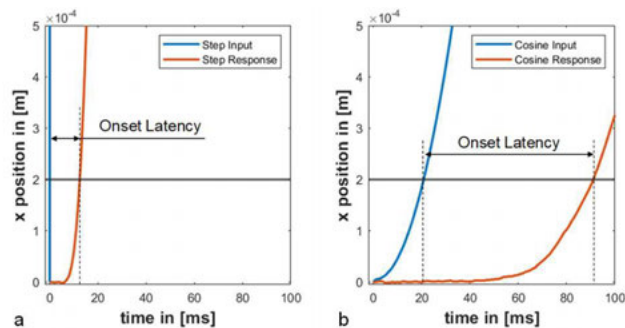 5 ×10⁻⁴
Step Input
Step Response
4
Onset Latency
3
2
1
0
x position in [m]
0 20 40 60 80 100
time in [ms]
a
5 ×10⁻⁴
Cosine Input
Cosine Response
4
Onset Latency
3
2
1
0
x position in [m]
0 20 40 60 80 100
time in [ms]
b